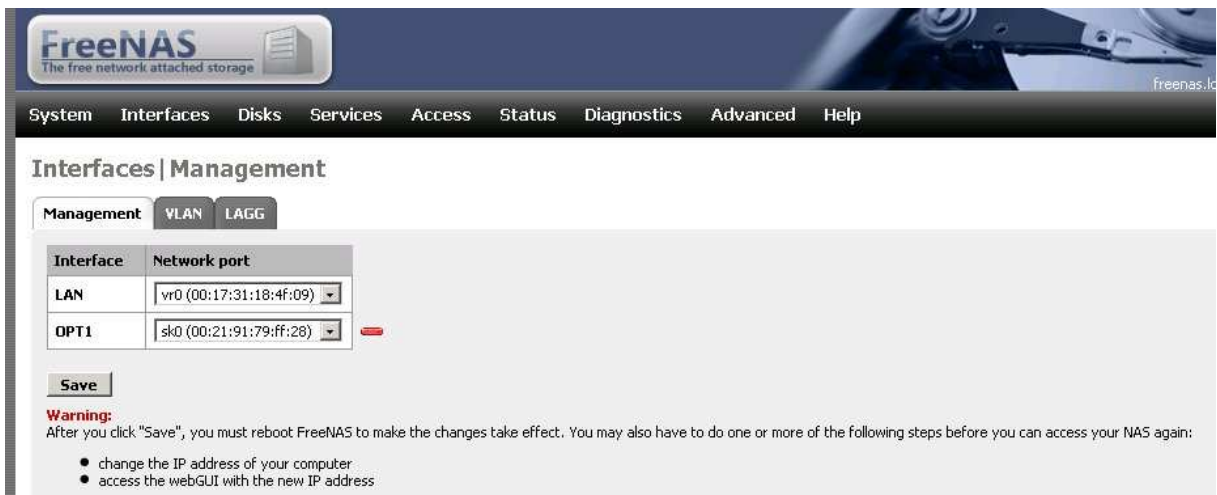 FreeNAS
The free network attached storage
freenas.lo
System Interfaces Disks Services Access Status Diagnostics Advanced Help
Interfaces|Management
Management VLAN LAGG
Interface Network port
LAN vr0 (00:17:31:18:4f:09)
OPT1 sk0 (00:21:91:79:ff:28)
Save
Warning:
After you click "Save", you must reboot FreeNAS to make the changes take effect. You may also have to do one or more of the following steps before you can access your NAS again:
● change the IP address of your computer
● access the webGUI with the new IP address